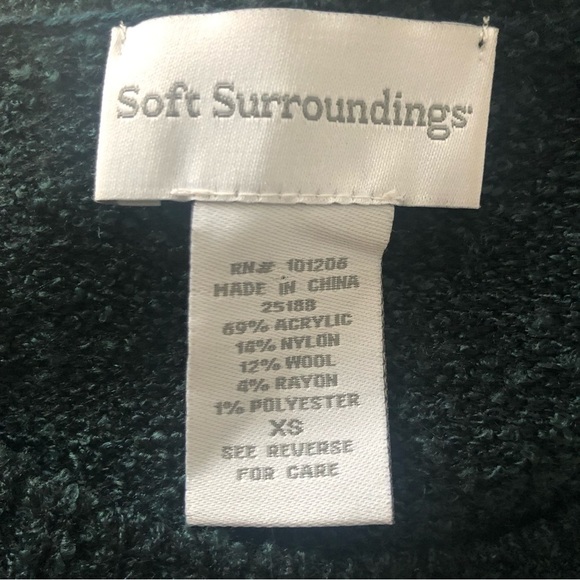 Soft Surroundings
RN# 101206
MADE IN CHINA
25188
69% ACRYLIC
14% NYLON
12% WOOL
4% RAYON
1% POLYESTER
XS
SEE REVERSE
FOR CARE